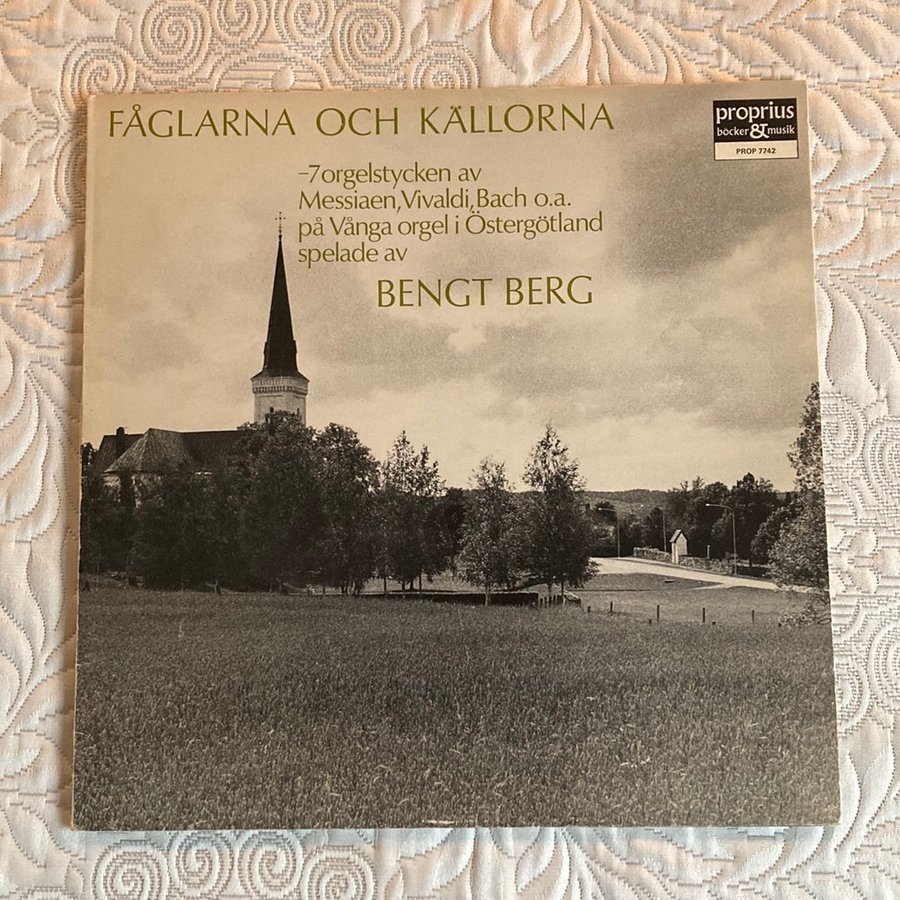 FÅGLARNA OCH KÄLLORNA
proprius
böcker & musik
PROP 7742
–7 orgelstycken av
Messiaen, Vivaldi, Bach o.a.
på Vånga orgel i Östergötland
spelade av
BENGT BERG